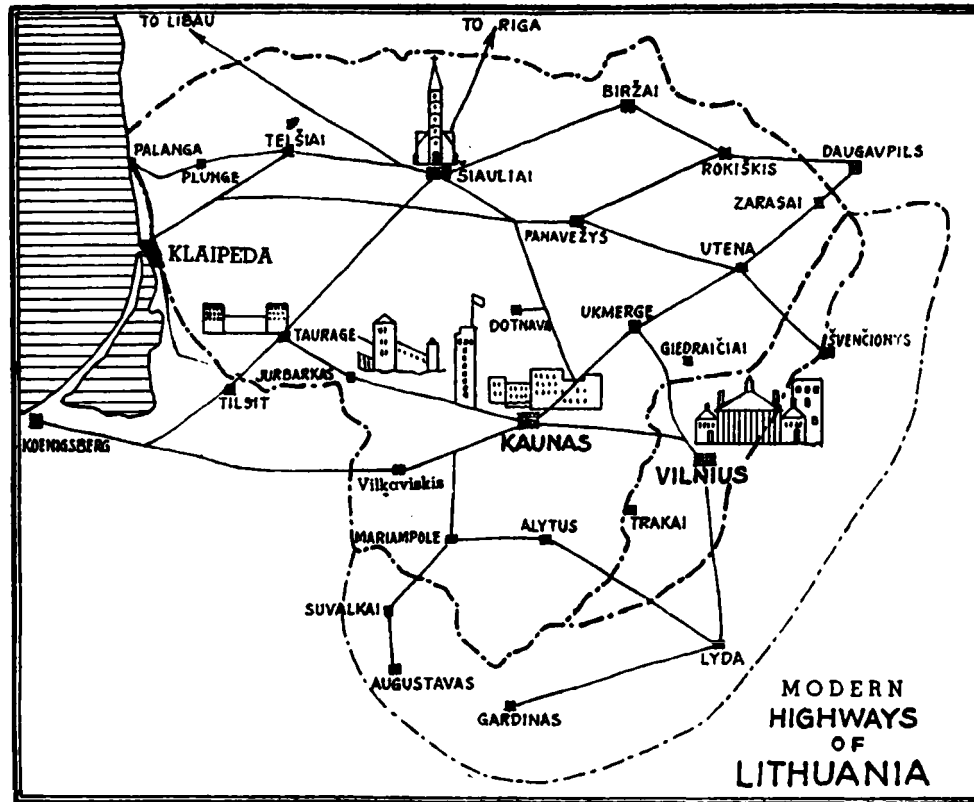 TO LIBAU
TO RIGA
BIRŽAI
TELŠIAI
PALANGA
PLUNGE
ŠIAULIAI
ROKIŠKIS
DAUGAVPILS
ZARASAI
PANAVEŽYS
UTENA
KLAIPEDA
DOTNAVA
UKMERGE
GIEDRAIČIAI
ŠVENČIONYS
TAURAGE
JURBARKAS
TILSIT
KOENIGSBERG
KAUNAS
VILNIUS
Vilkaviskis
TRAKAI
MARIAMPOLE
ALYTUS
SUVALKAI
LYDA
AUGUSTAVAS
GARDINAS
MODERN
HIGHWAYS
OF
LITHUANIA